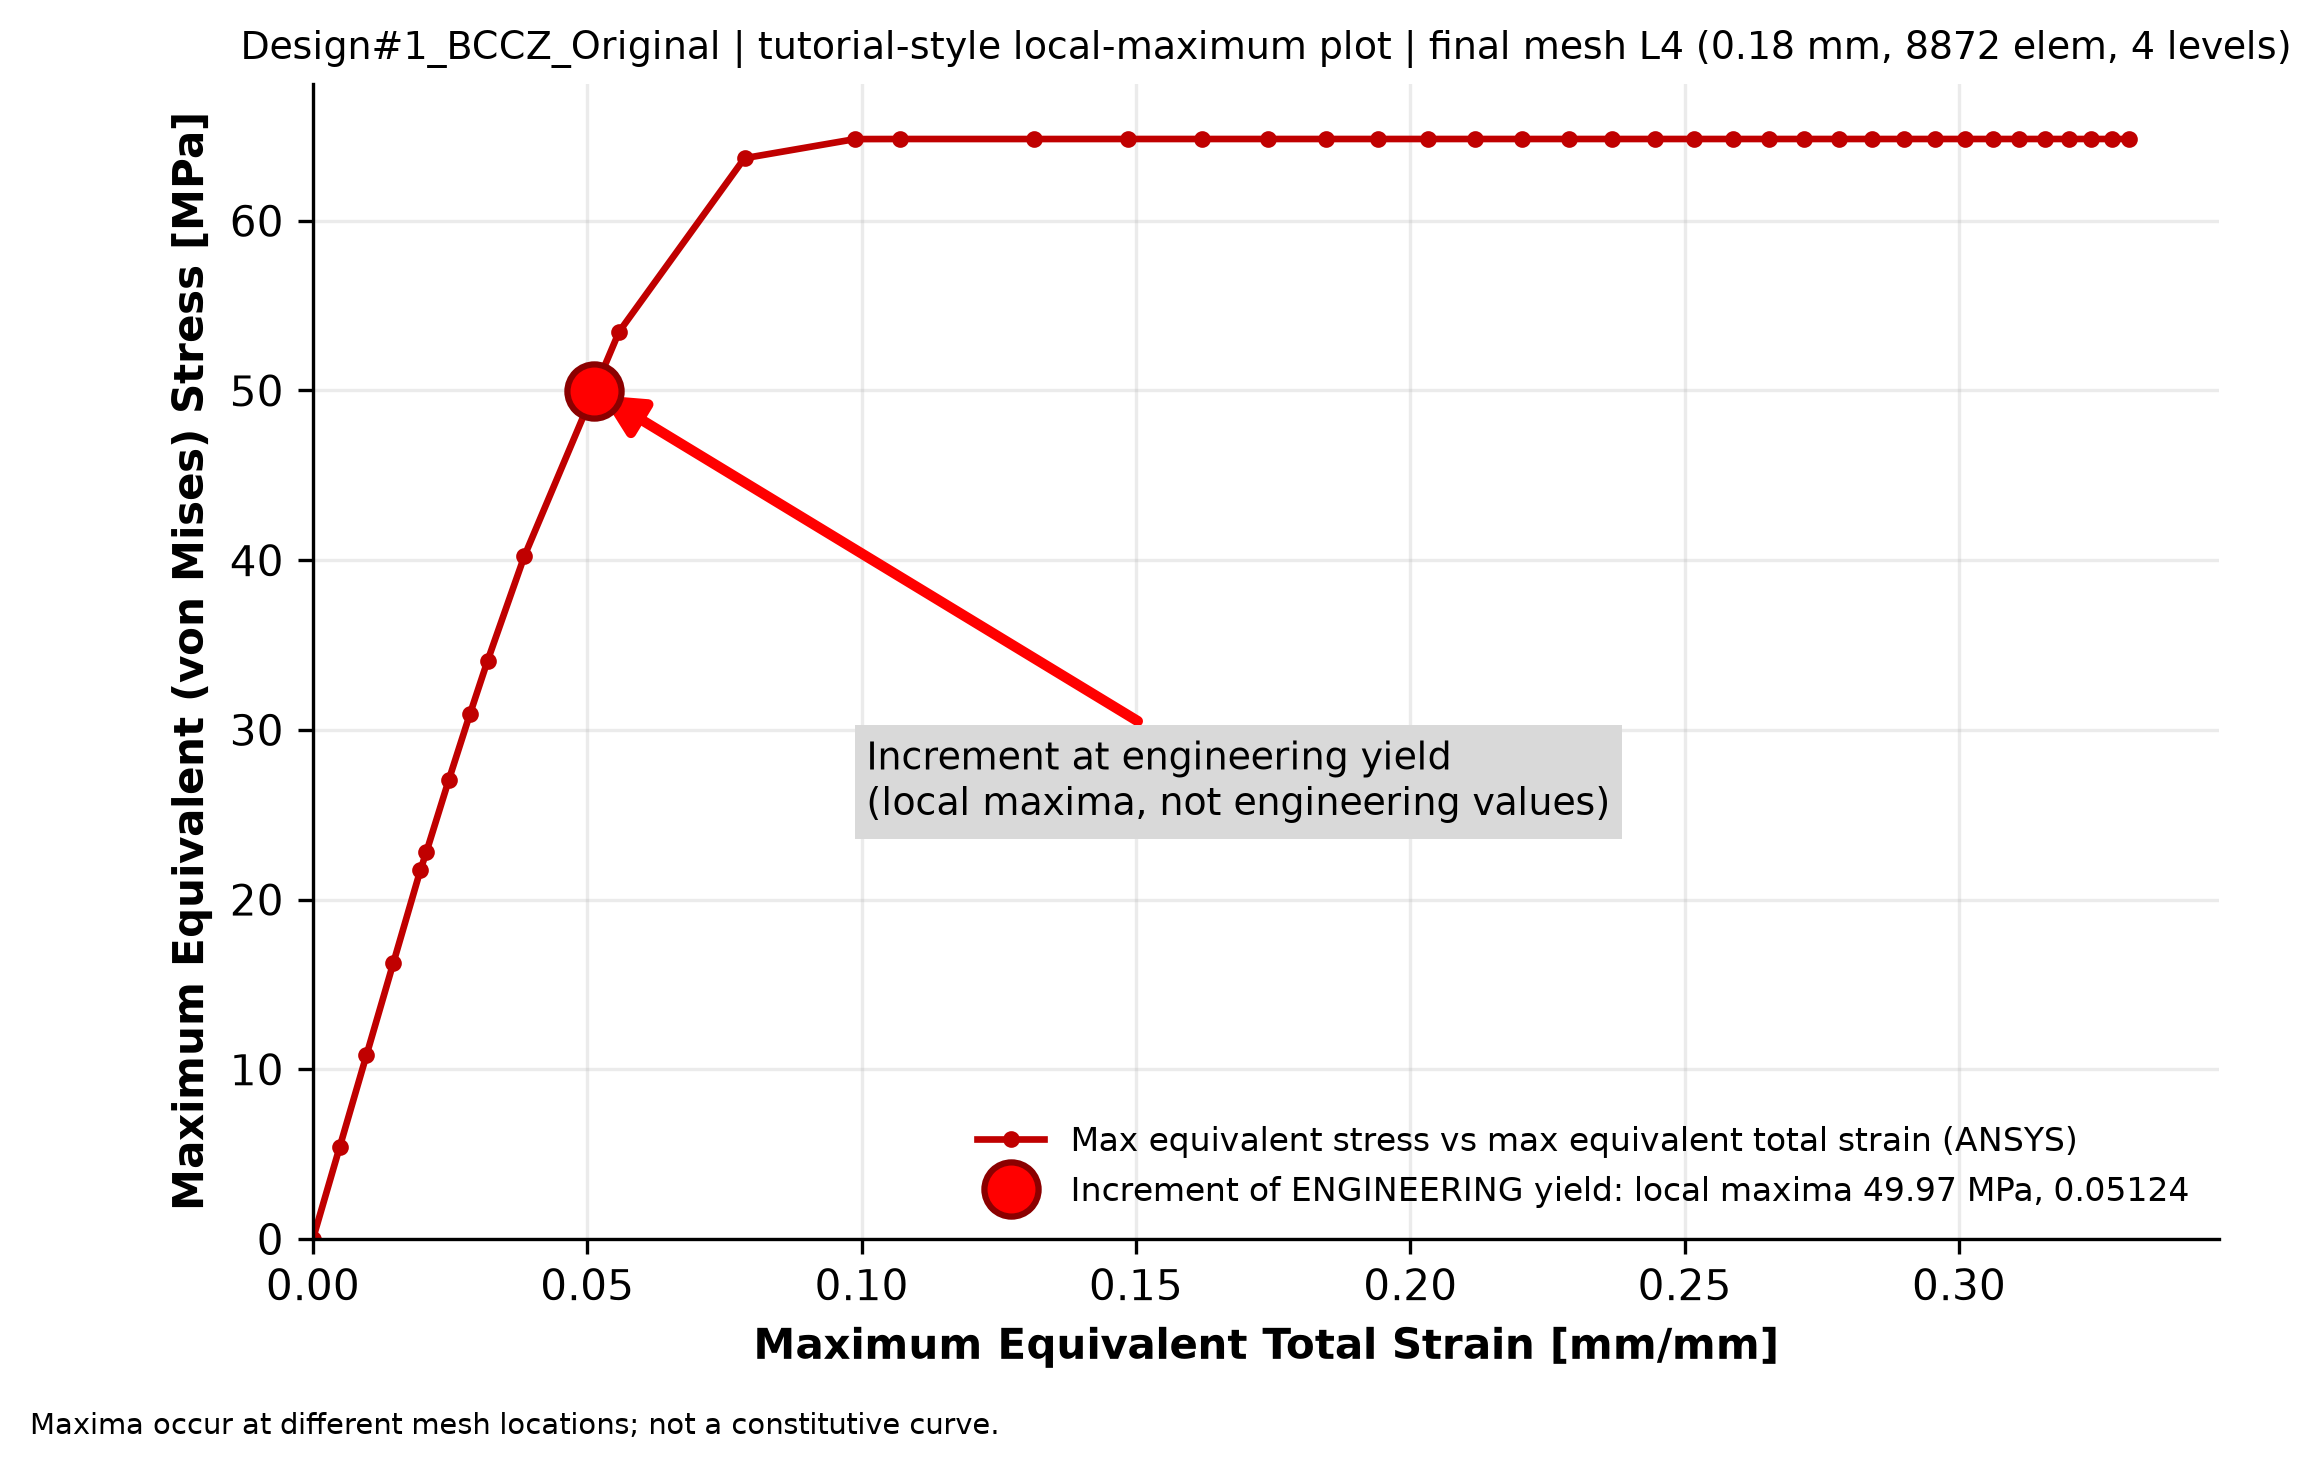 Design#1_BCCZ_Original | tutorial-style local-maximum plot | final mesh L4 (0.18 mm, 8872 elem, 4 levels)
Maximum Equivalent (von Mises) Stress [MPa]
60
50
40
30
20
10
0
Increment at engineering yield
(local maxima, not engineering values)
Max equivalent stress vs max equivalent total strain (ANSYS)
Increment of ENGINEERING yield: local maxima 49.97 MPa, 0.05124
0.00 0.05 0.10 0.15 0.20 0.25 0.30
Maximum Equivalent Total Strain [mm/mm]
Maxima occur at different mesh locations; not a constitutive curve.